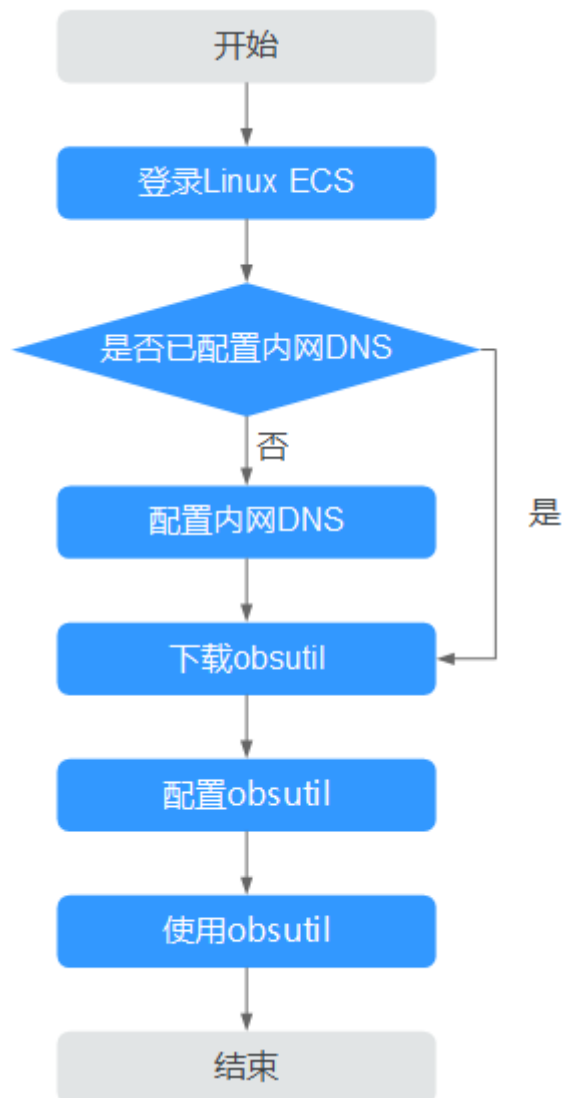 开始
登录Linux ECS
是否已配置内网DNS
否
配置内网DNS
是
下载obsutil
配置obsutil
使用obsutil
结束